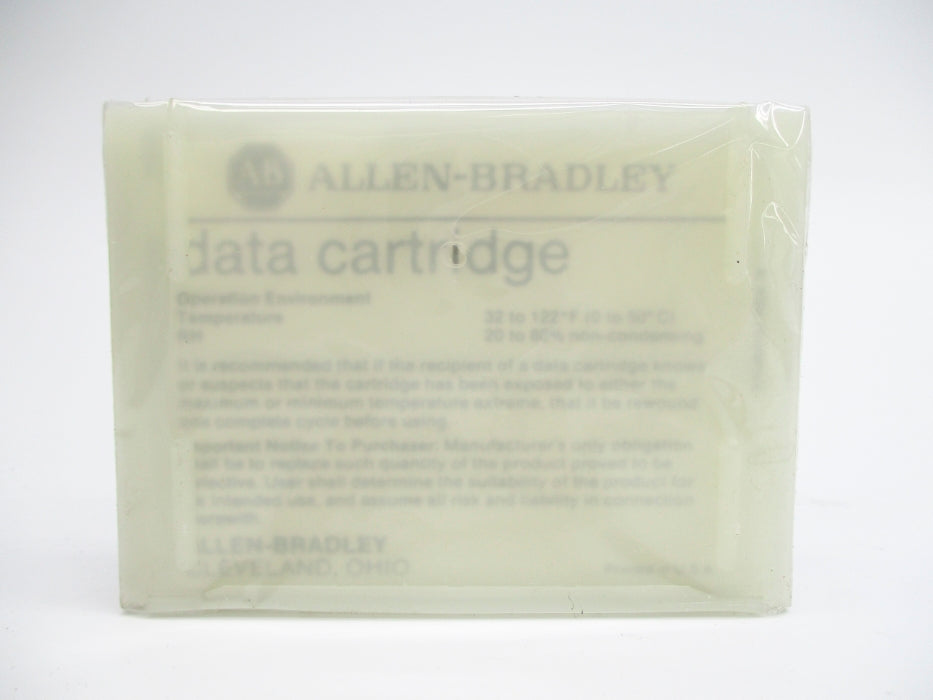 AB ALLEN-BRADLEY
data cartridge
Operation Environment
Temperature 32 to 122°F (0 to 50° C)
RH 20 to 80% non-condensing
It is recommended that if the recipient of a data cartridge knows
or suspects that the cartridge has been exposed to either the
maximum or minimum temperature extreme, that it be rewound
one complete cycle before using.
Important Notice To Purchaser: Manufacturer's only obligation
shall be to replace such quantity of the product proved to be
defective. User shall determine the suitability of the product for
intended use, and assume all risk and liability in connection
ALLEN-BRADLEY
CLEVELAND, OHIO
Printed in U.S.A.